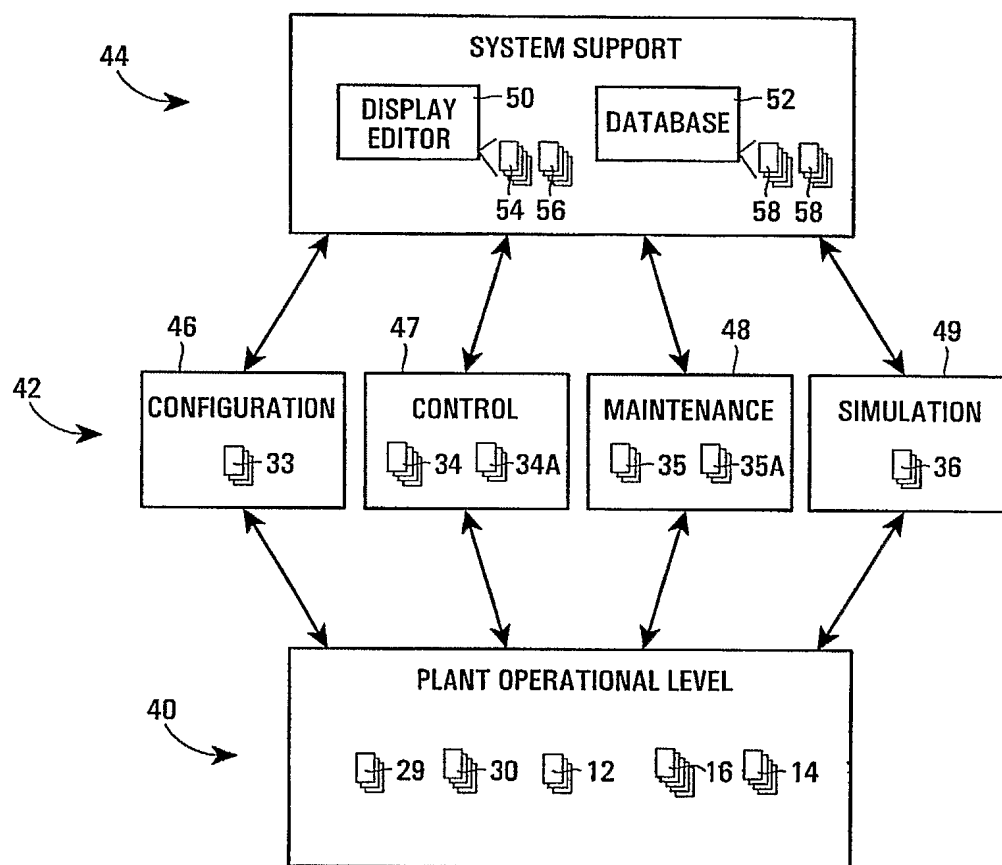 SYSTEM SUPPORT
44
50
52
DISPLAY
EDITOR
DATABASE
54
56
58
58
46
47
48
49
42
CONFIGURATION
CONTROL
MAINTENANCE
SIMULATION
33
34
34A
35
35A
36
PLANT OPERATIONAL LEVEL
40
29
30
12
16
14